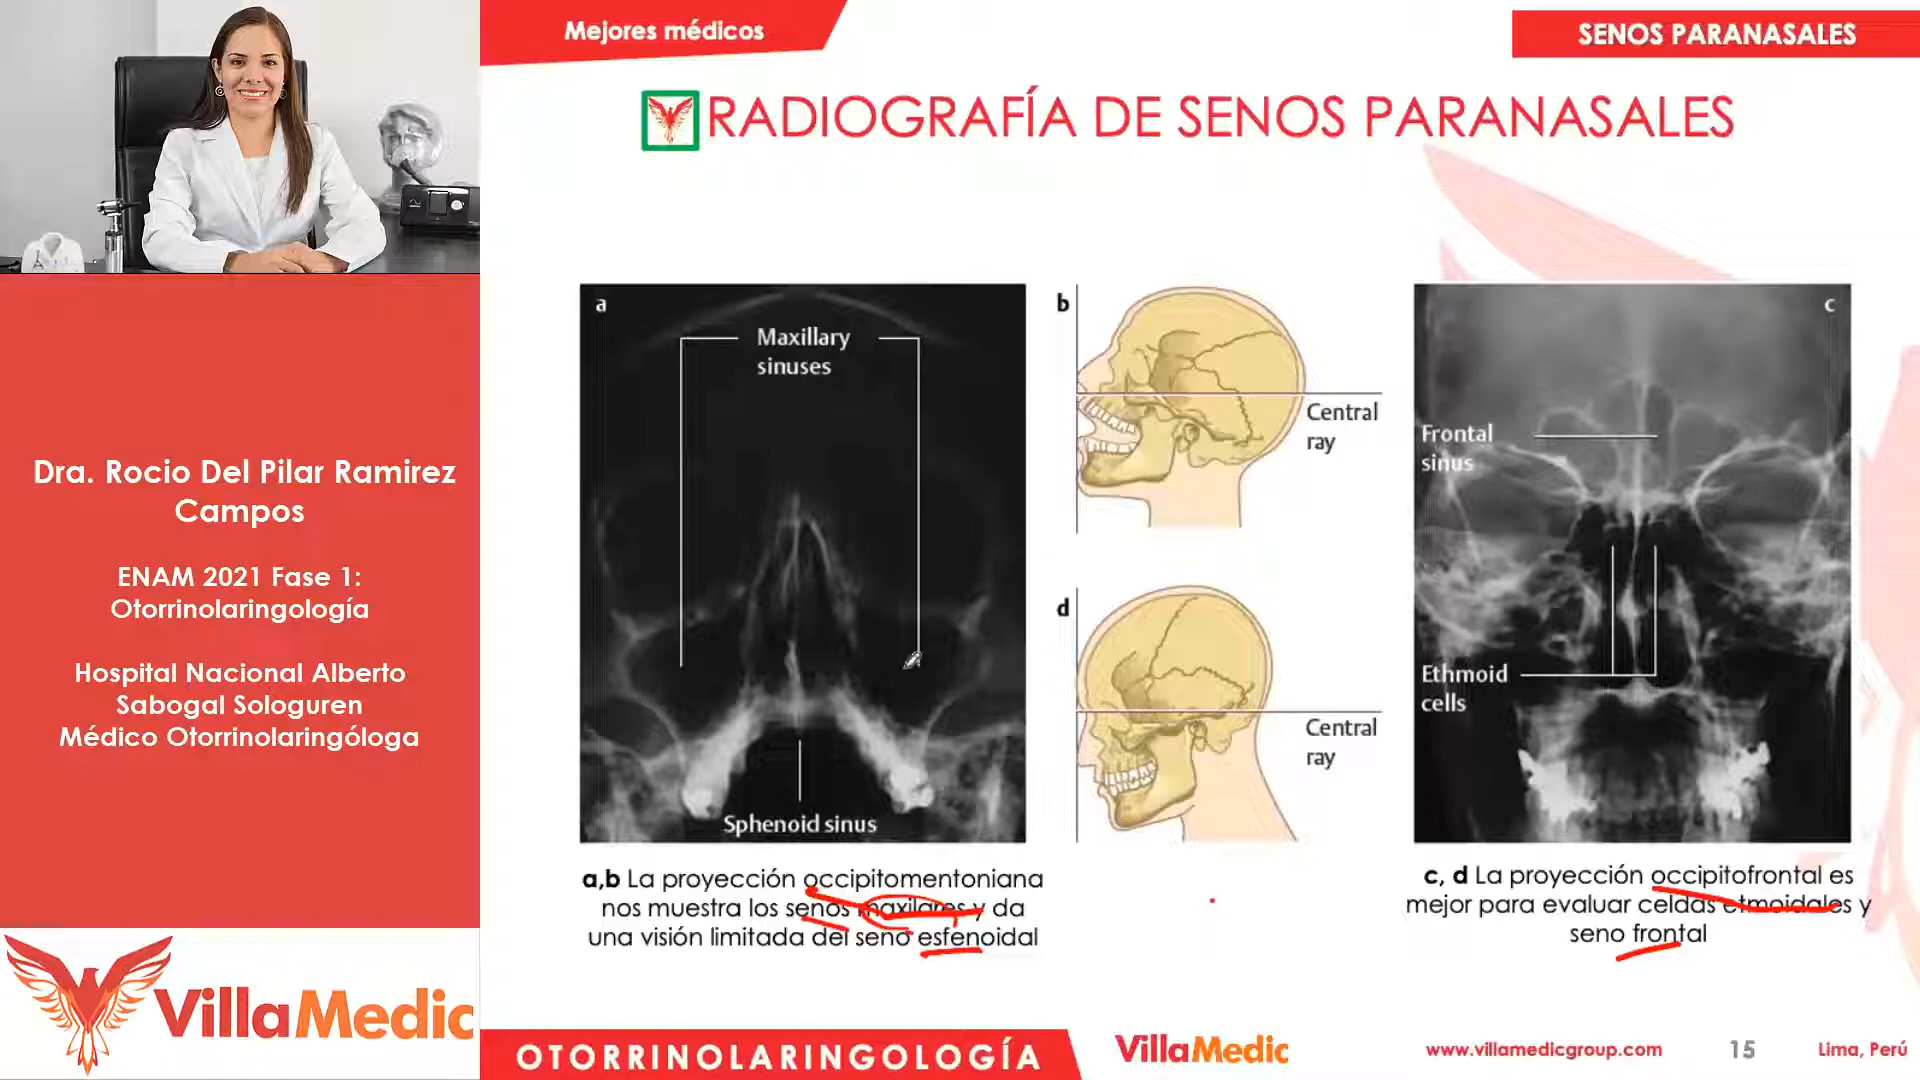 Mejores médicos
SENOS PARANASALES
RADIOGRAFÍA DE SENOS PARANASALES
Dra. Rocio Del Pilar Ramirez
Campos
ENAM 2021 Fase 1:
Otorrinolaringología
Hospital Nacional Alberto
Sabogal Sologuren
Médico Otorrinolaringóloga
VillaMedic
a
Maxillary
sinuses
Sphenoid sinus
b
Central
ray
d
Central
ray
c
Frontal
sinus
Ethmoid
cells
a,b La proyección occipitomentoniana
nos muestra los senos maxilares y da
una visión limitada del seno esfenoidal
c, d La proyección occipitofrontal es
mejor para evaluar celdas etmoidales y
seno frontal
OTORRINOLARINGOLOGÍA
VillaMedic
www.villamedicgroup.com
15
Lima, Perú